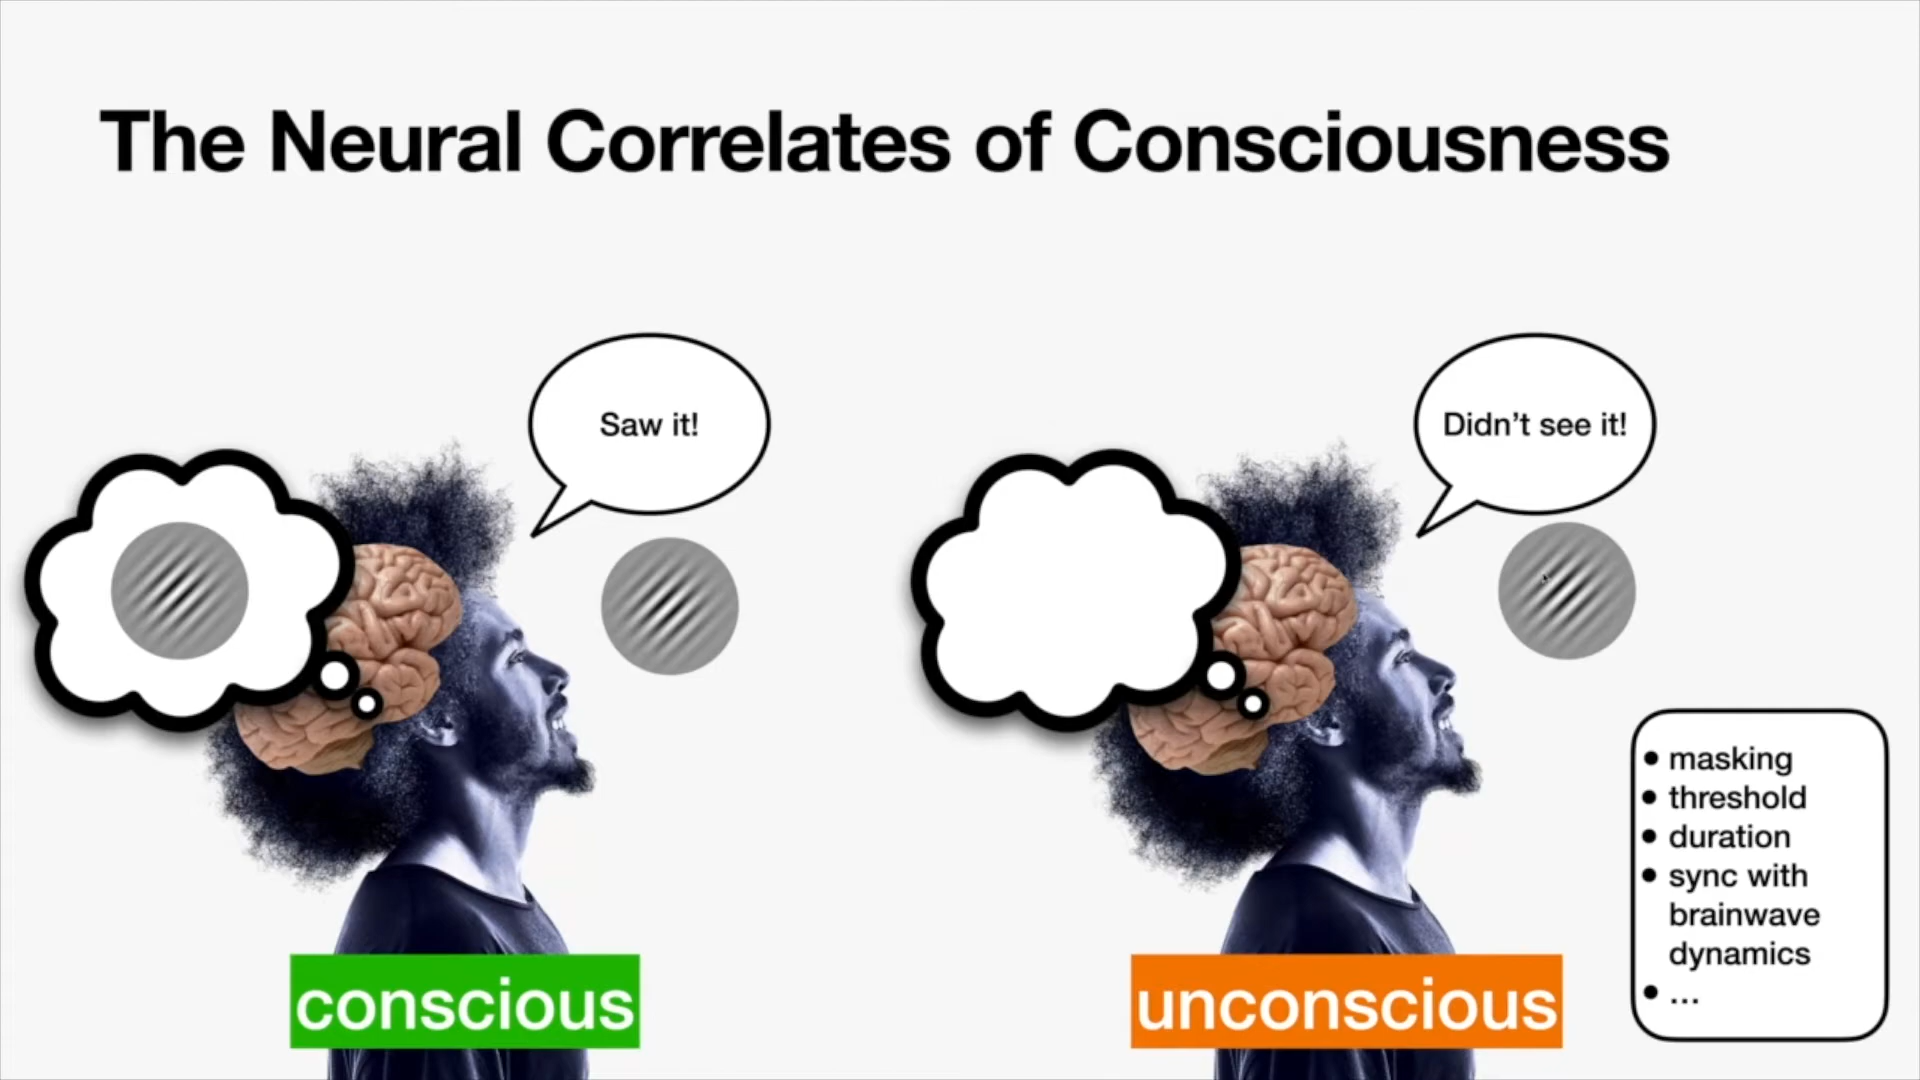 The Neural Correlates of Consciousness
Saw it!
Didn’t see it!
• masking
• threshold
• duration
• sync with
brainwave
dynamics
• ...
conscious
unconscious